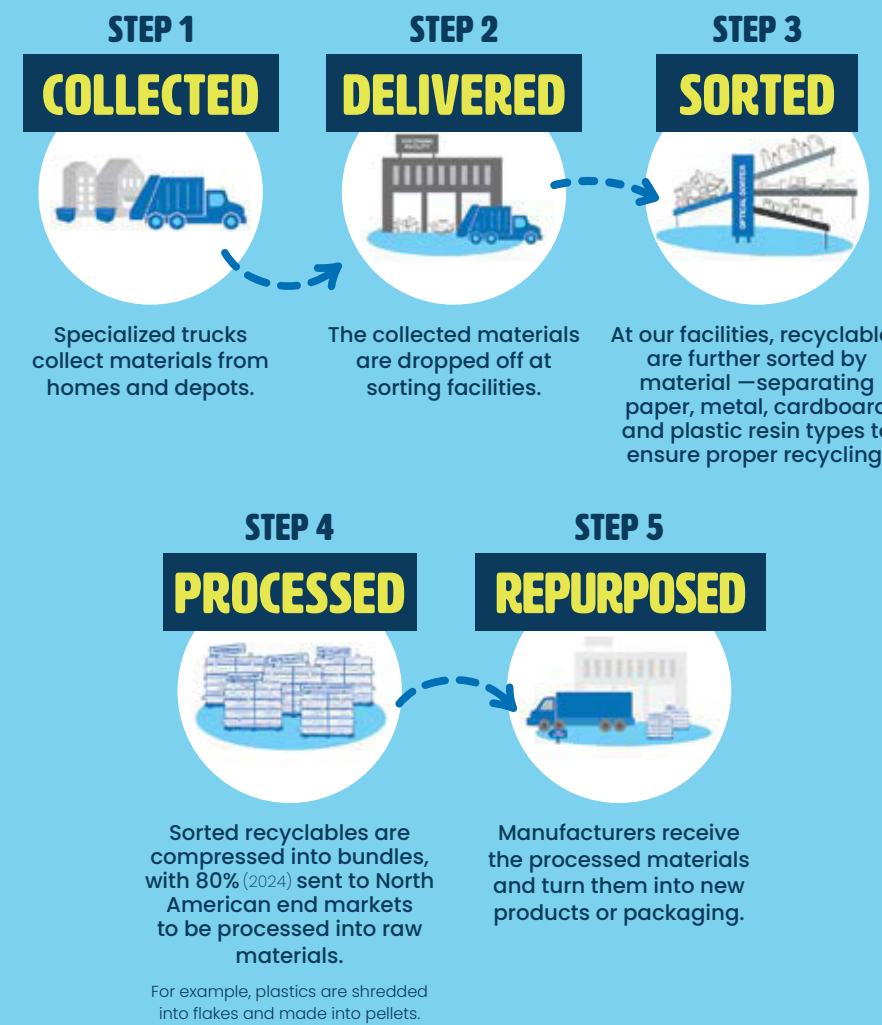 STEP 1
COLLECTED
Specialized trucks
collect materials from
homes and depots.
STEP 2
DELIVERED
The collected materials
are dropped off at
sorting facilities.
STEP 3
SORTED
OPTICAL SORTER
At our facilities, recyclable
are further sorted by
material —separating
paper, metal, cardboard
and plastic resin types to
ensure proper recycling
STEP 4
PROCESSED
Sorted recyclables are
compressed into bundles,
with 80% (2024) sent to North
American end markets
to be processed into raw
materials.
For example, plastics are shredded
into flakes and made into pellets.
STEP 5
REPURPOSED
Manufacturers receive
the processed materials
and turn them into new
products or packaging.